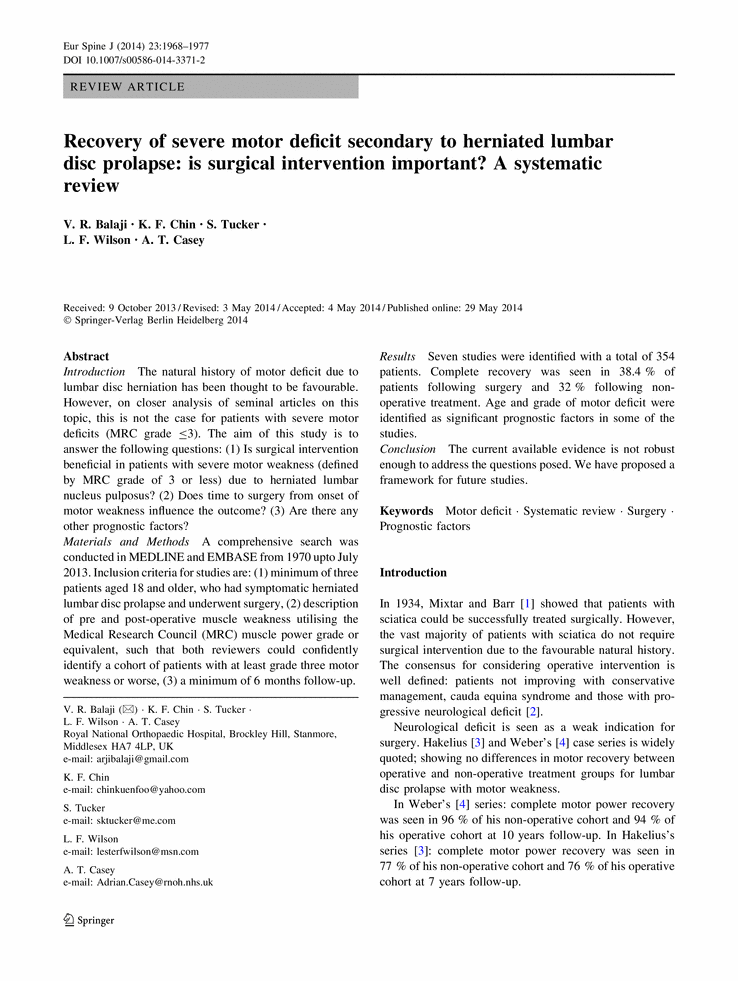 Eur Spine J (2014) 23:1968–1977
DOI 10.1007/s00586-014-3371-2
REVIEW ARTICLE
Recovery of severe motor deficit secondary to herniated lumbar
disc prolapse: is surgical intervention important? A systematic
review
V. R. Balaji · K. F. Chin · S. Tucker ·
L. F. Wilson · A. T. Casey
Received: 9 October 2013 / Revised: 3 May 2014 / Accepted: 4 May 2014 / Published online: 29 May 2014
© Springer-Verlag Berlin Heidelberg 2014
Abstract
Introduction The natural history of motor deficit due to
lumbar disc herniation has been thought to be favourable.
However, on closer analysis of seminal articles on this
topic, this is not the case for patients with severe motor
deficits (MRC grade ≤3). The aim of this study is to
answer the following questions: (1) Is surgical intervention
beneficial in patients with severe motor weakness (defined
by MRC grade of 3 or less) due to herniated lumbar
nucleus pulposus? (2) Does time to surgery from onset of
motor weakness influence the outcome? (3) Are there any
other prognostic factors?
Materials and Methods A comprehensive search was
conducted in MEDLINE and EMBASE from 1970 upto July
2013. Inclusion criteria for studies are: (1) minimum of three
patients aged 18 and older, who had symptomatic herniated
lumbar disc prolapse and underwent surgery, (2) description
of pre and post-operative muscle weakness utilising the
Medical Research Council (MRC) muscle power grade or
equivalent, such that both reviewers could confidently
identify a cohort of patients with at least grade three motor
weakness or worse, (3) a minimum of 6 months follow-up.
V. R. Balaji (✉) · K. F. Chin · S. Tucker ·
L. F. Wilson · A. T. Casey
Royal National Orthopaedic Hospital, Brockley Hill, Stanmore,
Middlesex HA7 4LP, UK
e-mail: arjibalaji@gmail.com
K. F. Chin
e-mail: chinkuenfoo@yahoo.com
S. Tucker
e-mail: sktucker@me.com
L. F. Wilson
e-mail: lesterfwilson@msn.com
A. T. Casey
e-mail: Adrian.Casey@rnoh.nhs.uk
Results Seven studies were identified with a total of 354
patients. Complete recovery was seen in 38.4 % of
patients following surgery and 32 % following non-
operative treatment. Age and grade of motor deficit were
identified as significant prognostic factors in some of the
studies.
Conclusion The current available evidence is not robust
enough to address the questions posed. We have proposed a
framework for future studies.
Keywords Motor deficit · Systematic review · Surgery ·
Prognostic factors
Introduction
In 1934, Mixtar and Barr [1] showed that patients with
sciatica could be successfully treated surgically. However,
the vast majority of patients with sciatica do not require
surgical intervention due to the favourable natural history.
The consensus for considering operative intervention is
well defined: patients not improving with conservative
management, cauda equina syndrome and those with pro-
gressive neurological deficit [2].
Neurological deficit is seen as a weak indication for
surgery. Hakelius [3] and Weber's [4] case series is widely
quoted; showing no differences in motor recovery between
operative and non-operative treatment groups for lumbar
disc prolapse with motor weakness.
In Weber's [4] series: complete motor power recovery
was seen in 96 % of his non-operative cohort and 94 % of
his operative cohort at 10 years follow-up. In Hakelius's
series [3]: complete motor power recovery was seen in
77 % of his non-operative cohort and 76 % of his operative
cohort at 7 years follow-up.
Springer